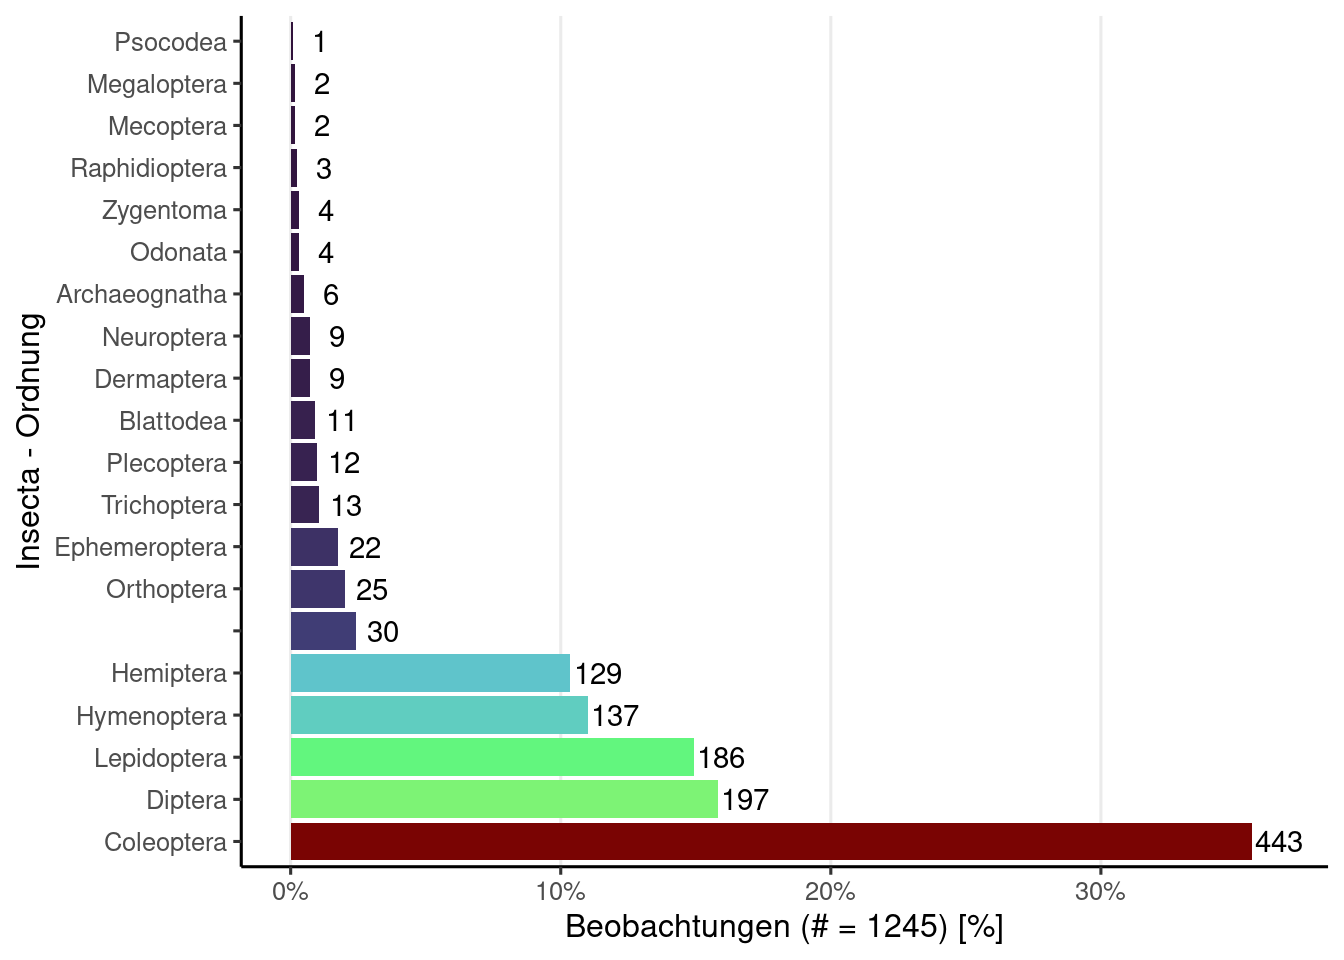 Insecta - Ordnung
Psocodea 1
Megaloptera 2
Mecoptera 2
Raphidioptera 3
Zygentoma 4
Odonata 4
Archaeognatha 6
Neuroptera 9
Dermaptera 9
Blattodea 11
Plecoptera 12
Trichoptera 13
Ephemeroptera 22
Orthoptera 25
30
Hemiptera 129
Hymenoptera 137
Lepidoptera 186
Diptera 197
Coleoptera 443
0% 10% 20% 30%
Beobachtungen (# = 1245) [%]